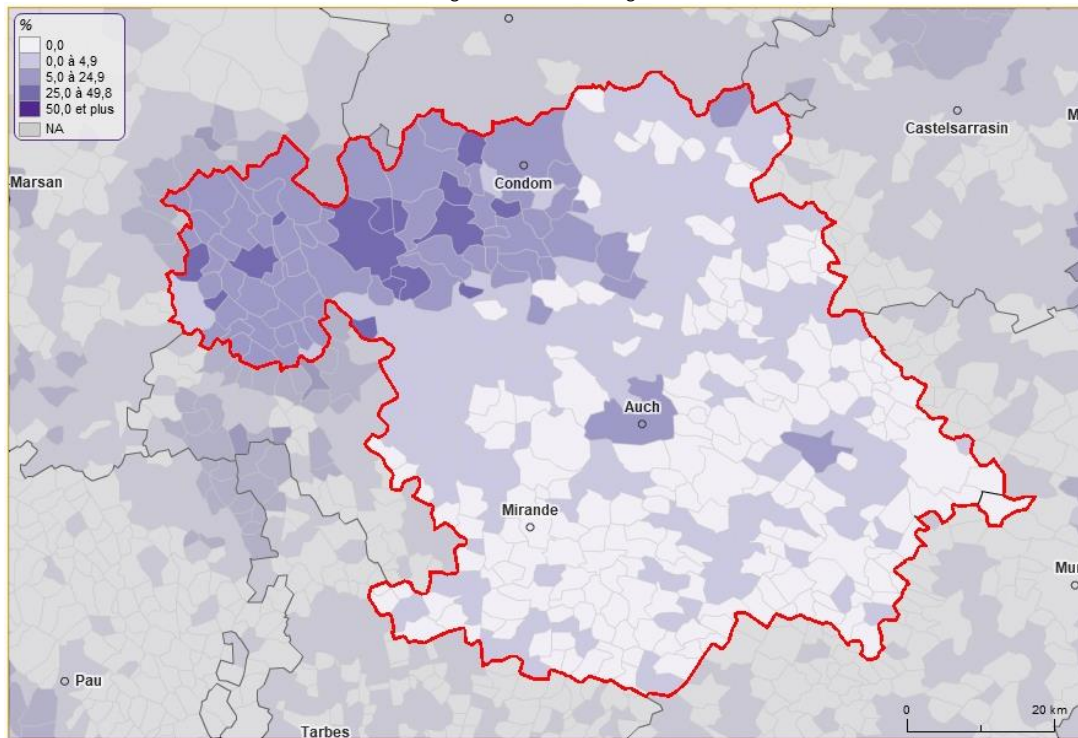 %
0,0
0,0 à 4,9
5,0 à 24,9
25,0 à 49,8
50,0 et plus
NA
Castelsarrasin
M
Marsan
Condom
Auch
Mirande
Mur
Pau
0
20 km
Tarbes